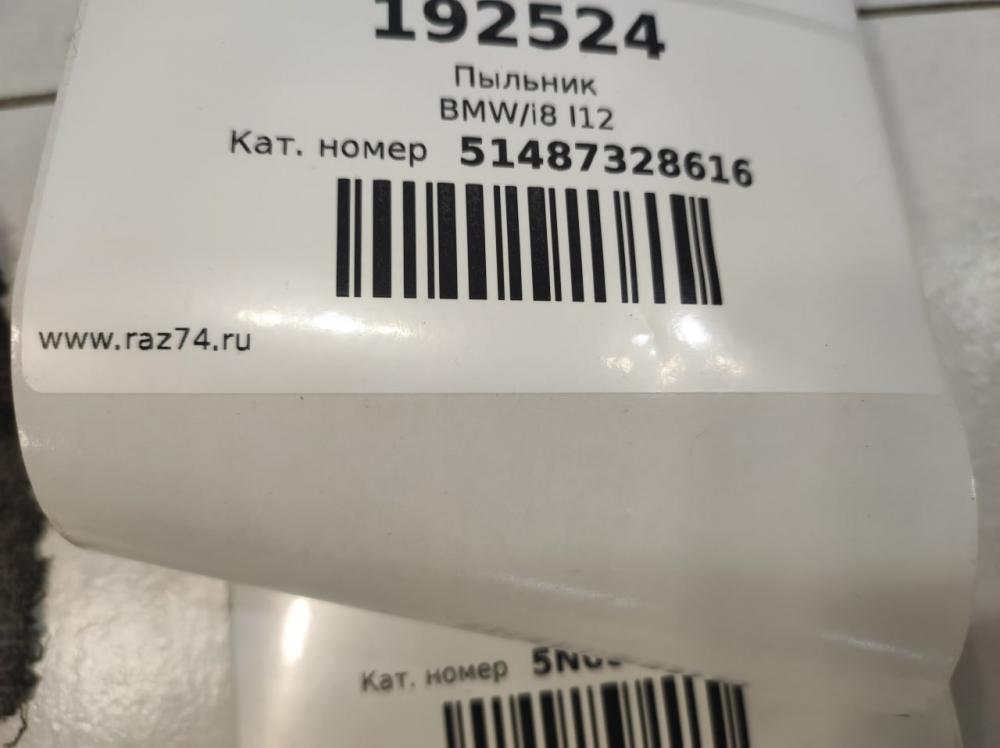 192524
Пыльник
BMW/i8 I12
Кат. номер 51487328616
www.raz74.ru
Кат. номер